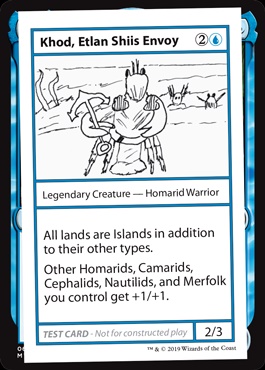 Khod, Etlan Shiis Envoy 2
Legendary Creature — Homarid Warrior
All lands are Islands in addition
to their other types.
Other Homarids, Camarids,
Cephalids, Nautilids, and Merfolk
you control get +1/+1.
TEST CARD - Not for constructed play
2/3
™ & © 2019 Wizards of the Coast